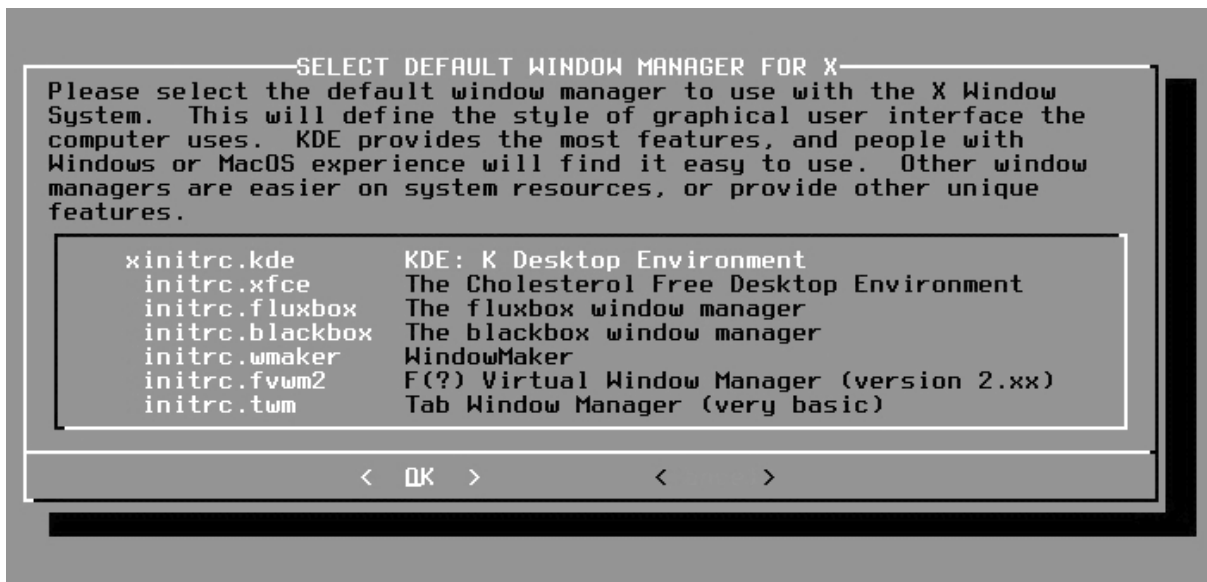 SELECT DEFAULT WINDOW MANAGER FOR X
Please select the default window manager to use with the X Window
System.  This will define the style of graphical user interface the
computer uses.  KDE provides the most features, and people with
Windows or MacOS experience will find it easy to use.  Other window
managers are easier on system resources, or provide other unique
features.
xinitrc.kde KDE: K Desktop Environment
initrc.xfce The Cholesterol Free Desktop Environment
initrc.fluxbox The fluxbox window manager
initrc.blackbox The blackbox window manager
initrc.wmaker WindowMaker
initrc.fvwm2 F(?) Virtual Window Manager (version 2.xx)
initrc.twm Tab Window Manager (very basic)
< OK > < >